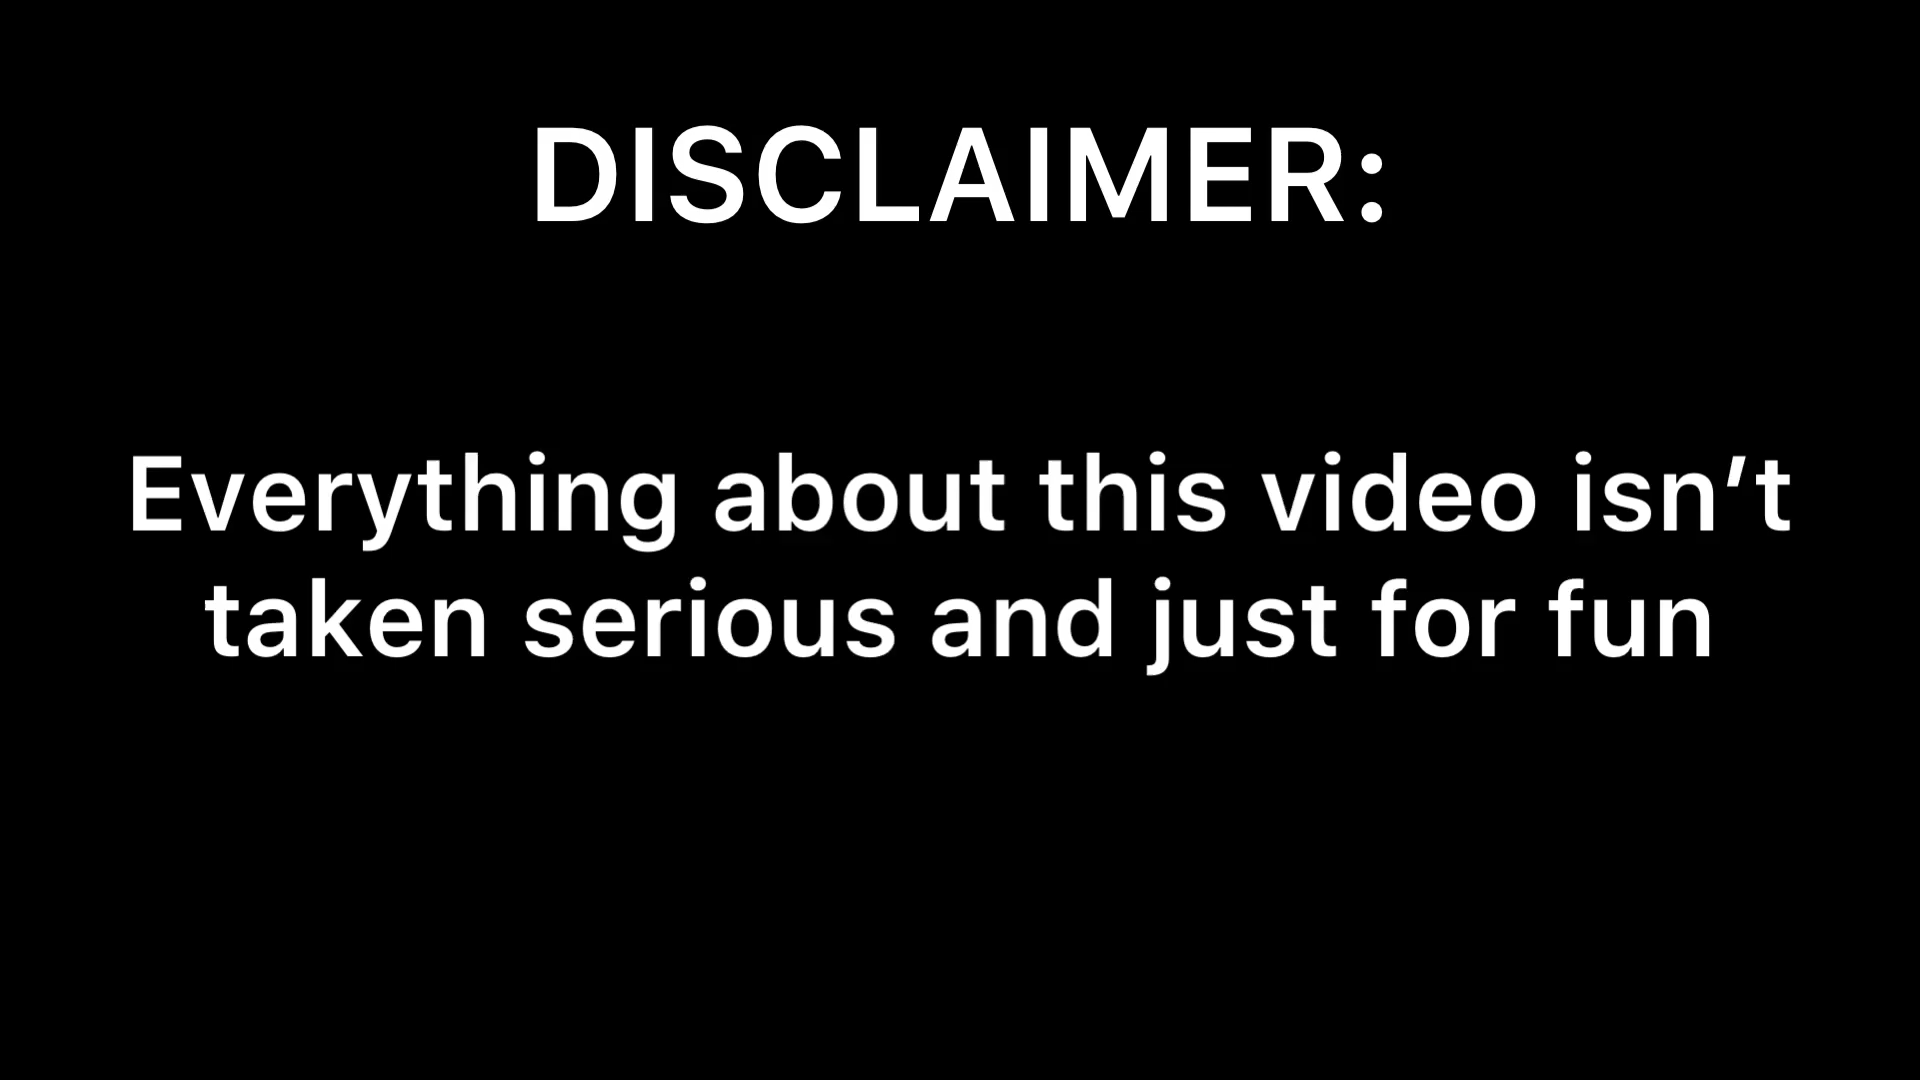 DISCLAIMER:
Everything about this video isn’t
taken serious and just for fun